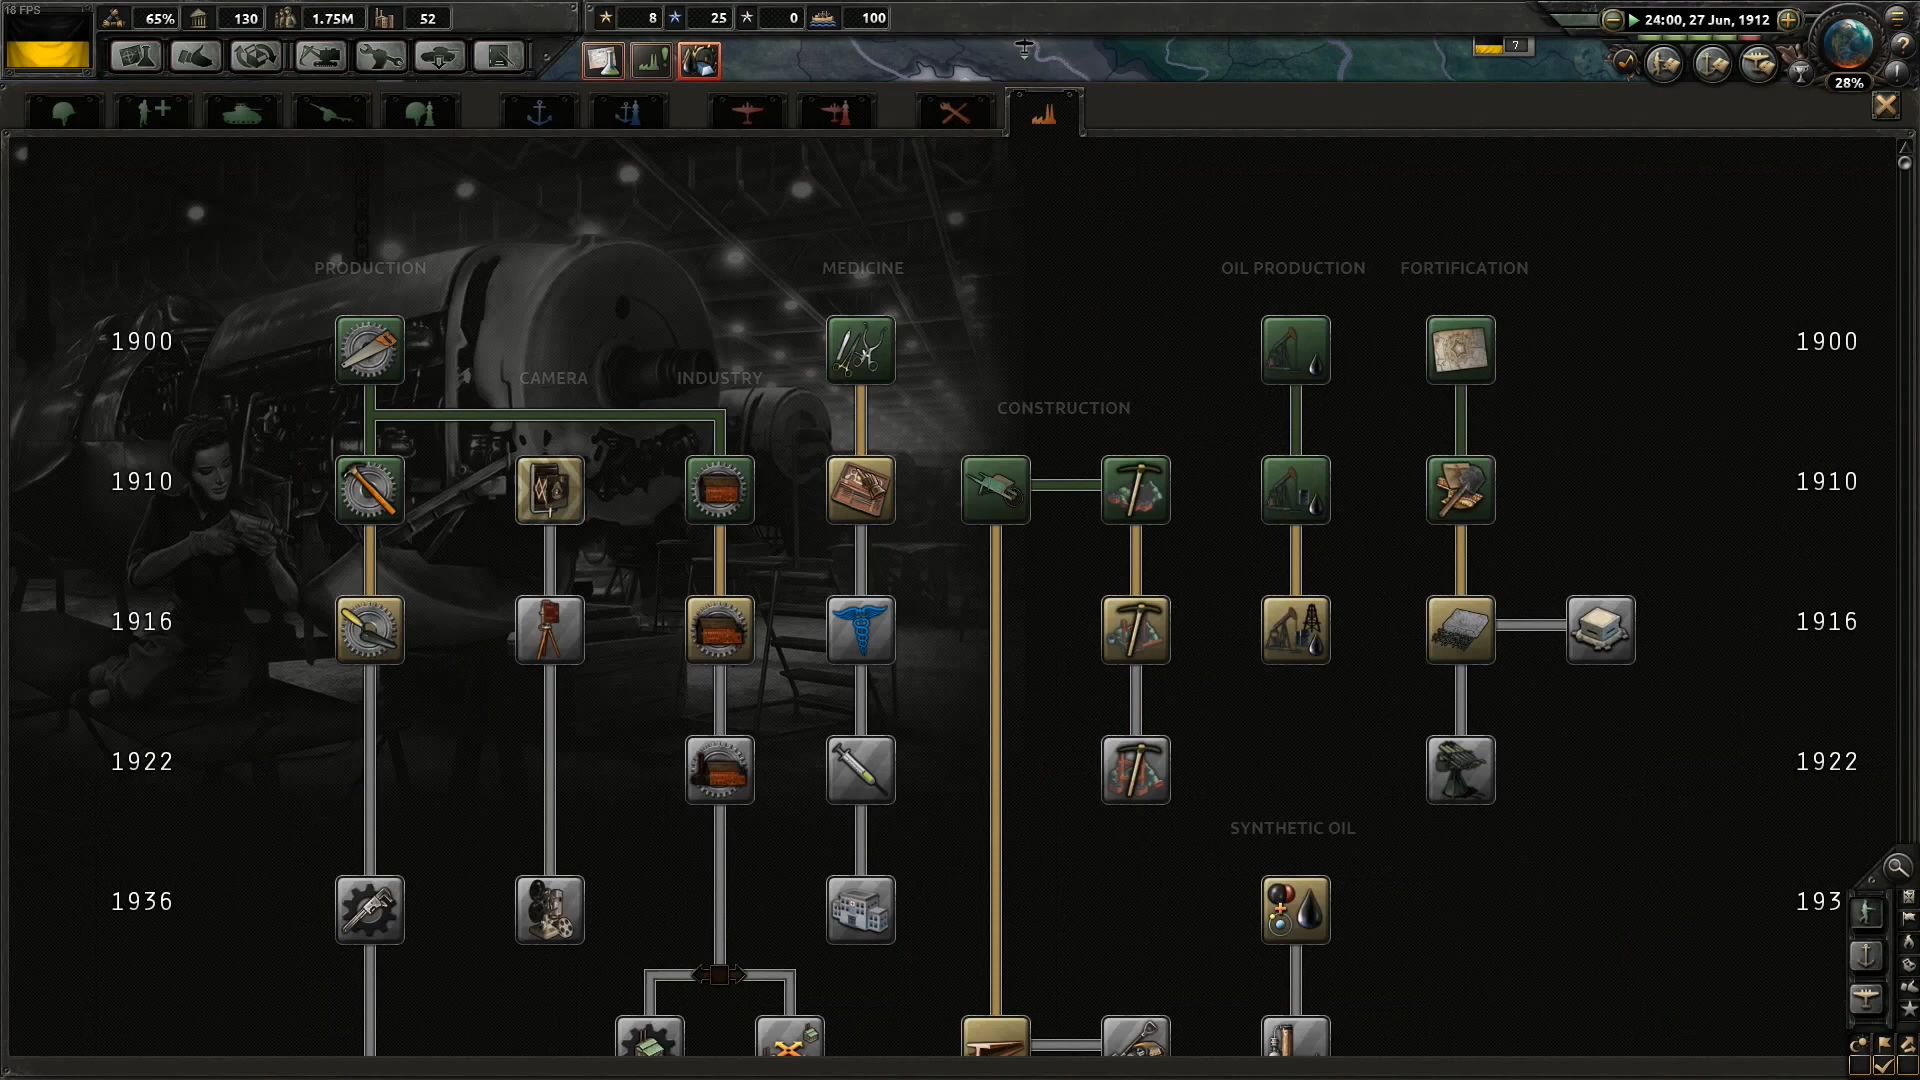 18 FPS
65% 130 1.75M 52 8 25 0 100 24:00, 27 Jun, 1912
7
28%
PRODUCTION MEDICINE OIL PRODUCTION FORTIFICATION
1900 1900
CAMERA INDUSTRY
CONSTRUCTION
1910 1910
1916 1916
1922 1922
SYNTHETIC OIL
1936 193